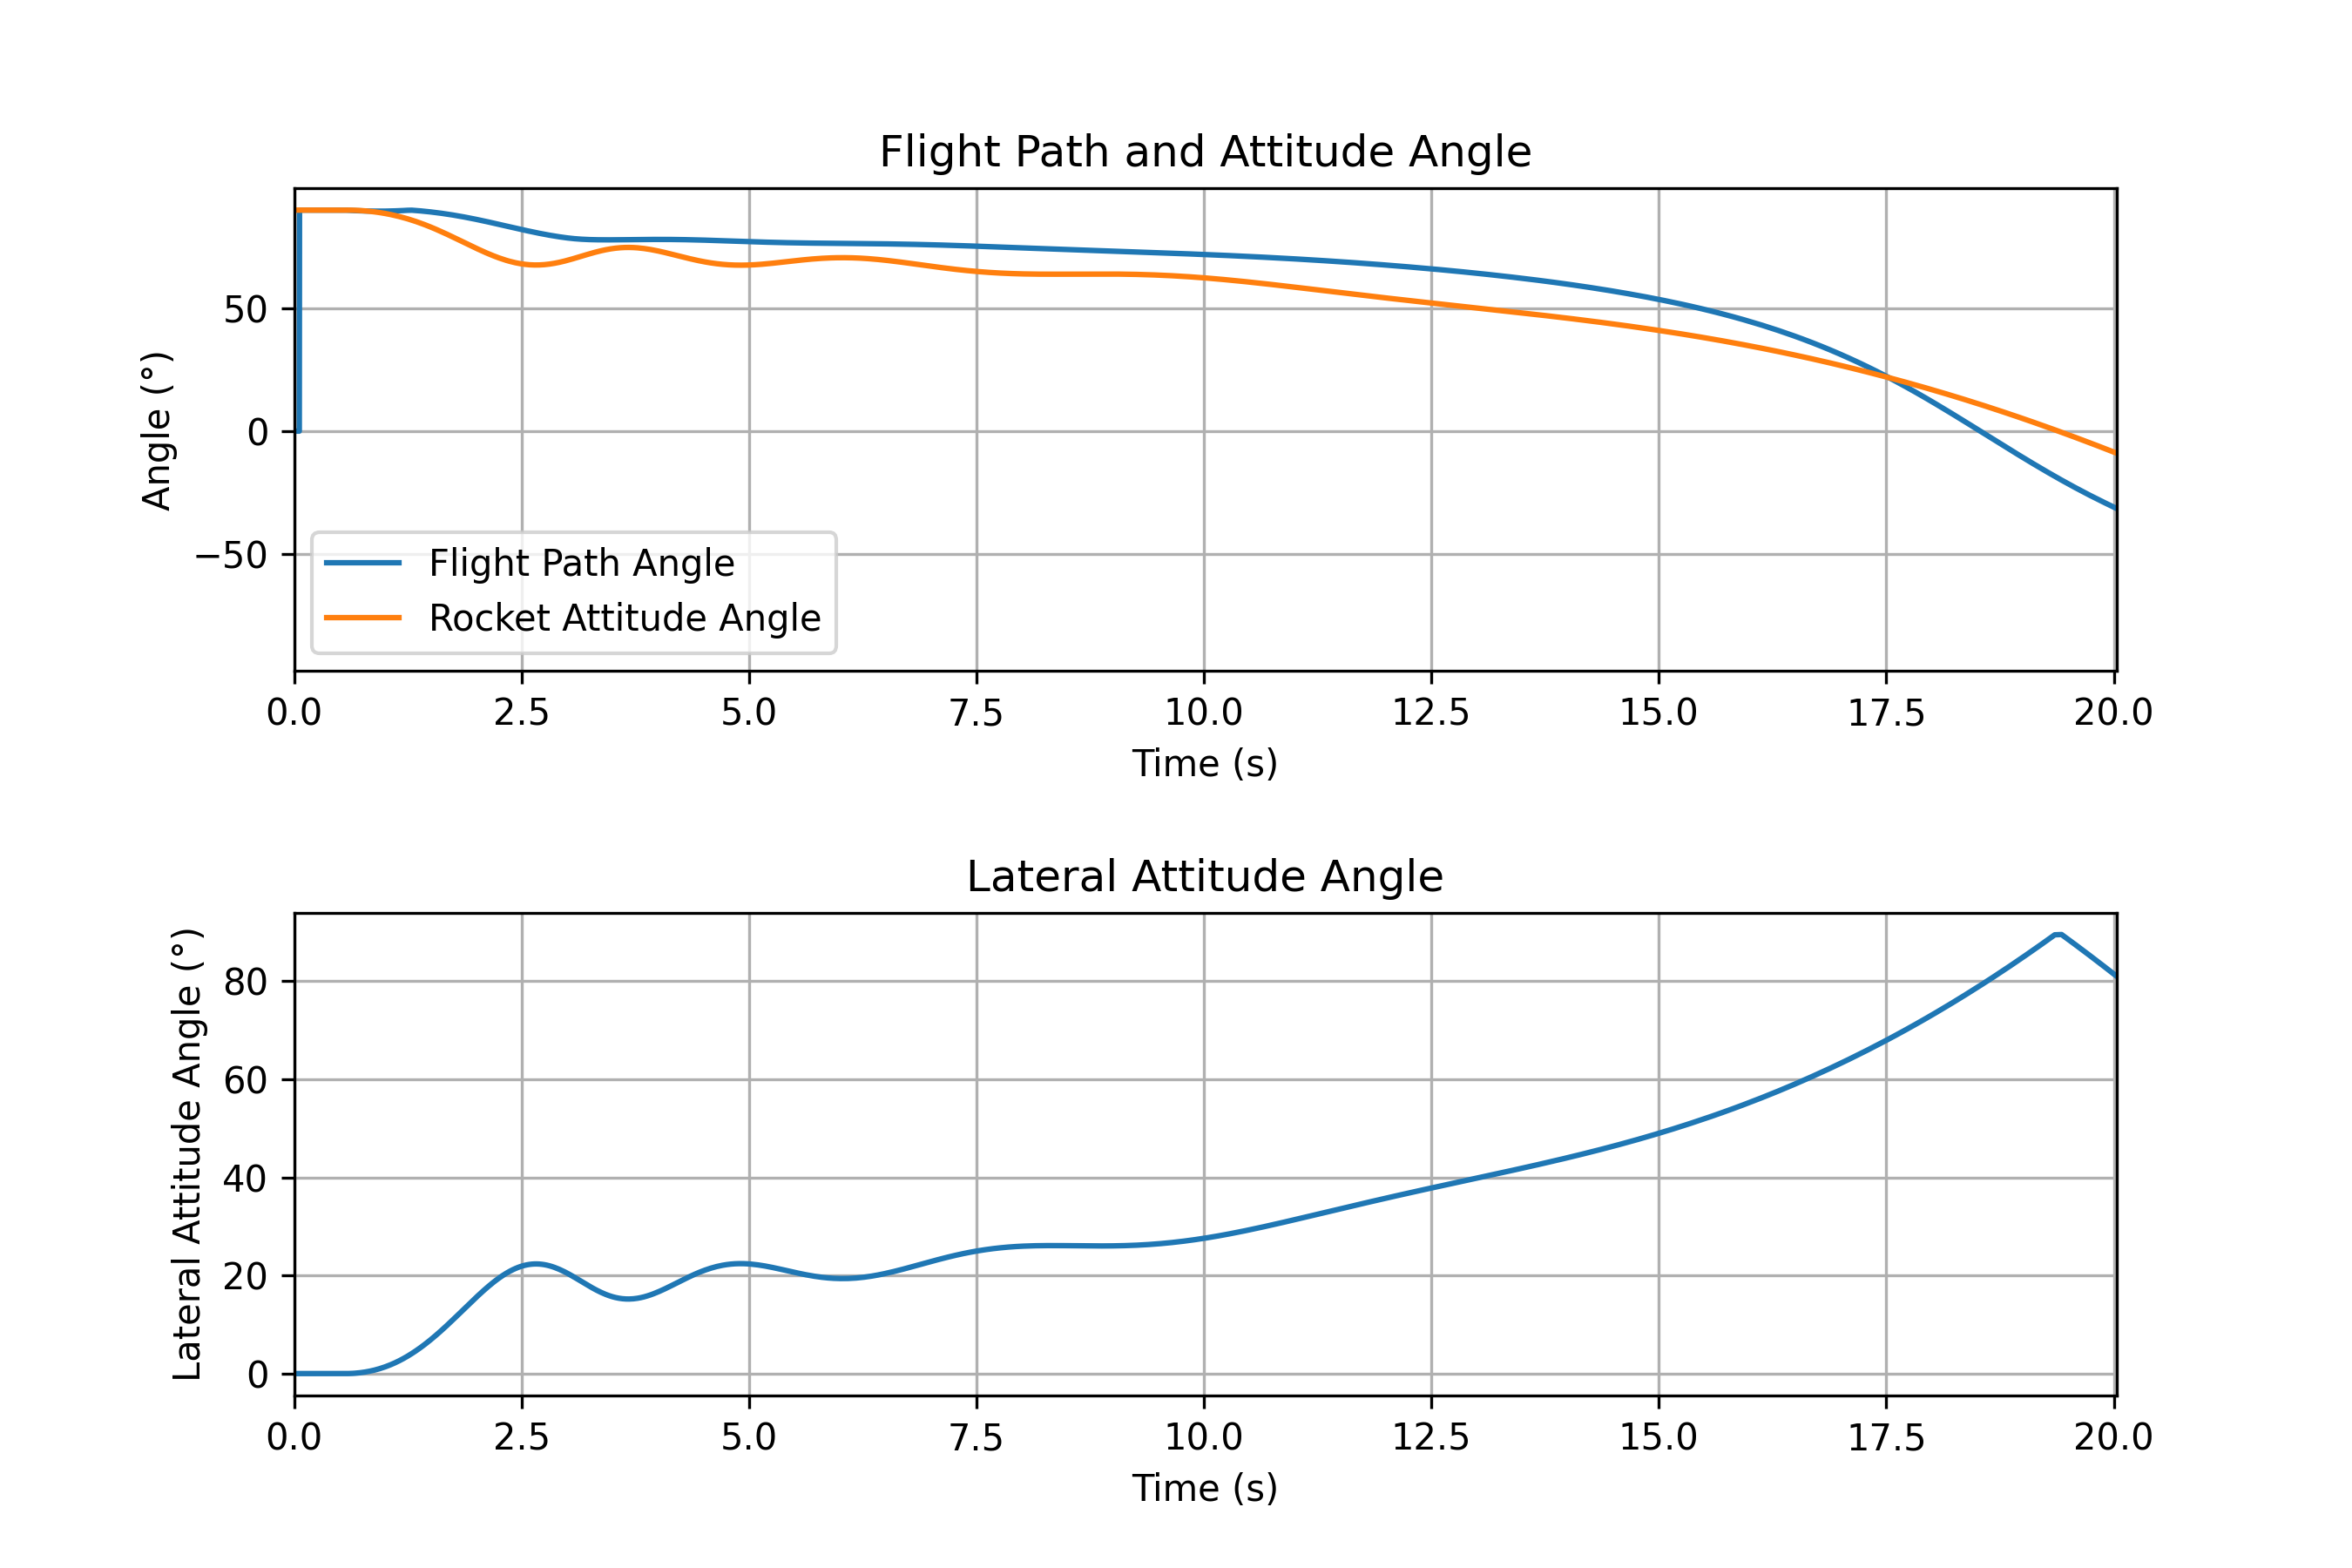 Flight Path and Attitude Angle
Angle (°)
50
0
−50
Flight Path Angle
Rocket Attitude Angle
0.0 2.5 5.0 7.5 10.0 12.5 15.0 17.5 20.0
Time (s)
Lateral Attitude Angle
Lateral Attitude Angle (°)
80
60
40
20
0
0.0 2.5 5.0 7.5 10.0 12.5 15.0 17.5 20.0
Time (s)